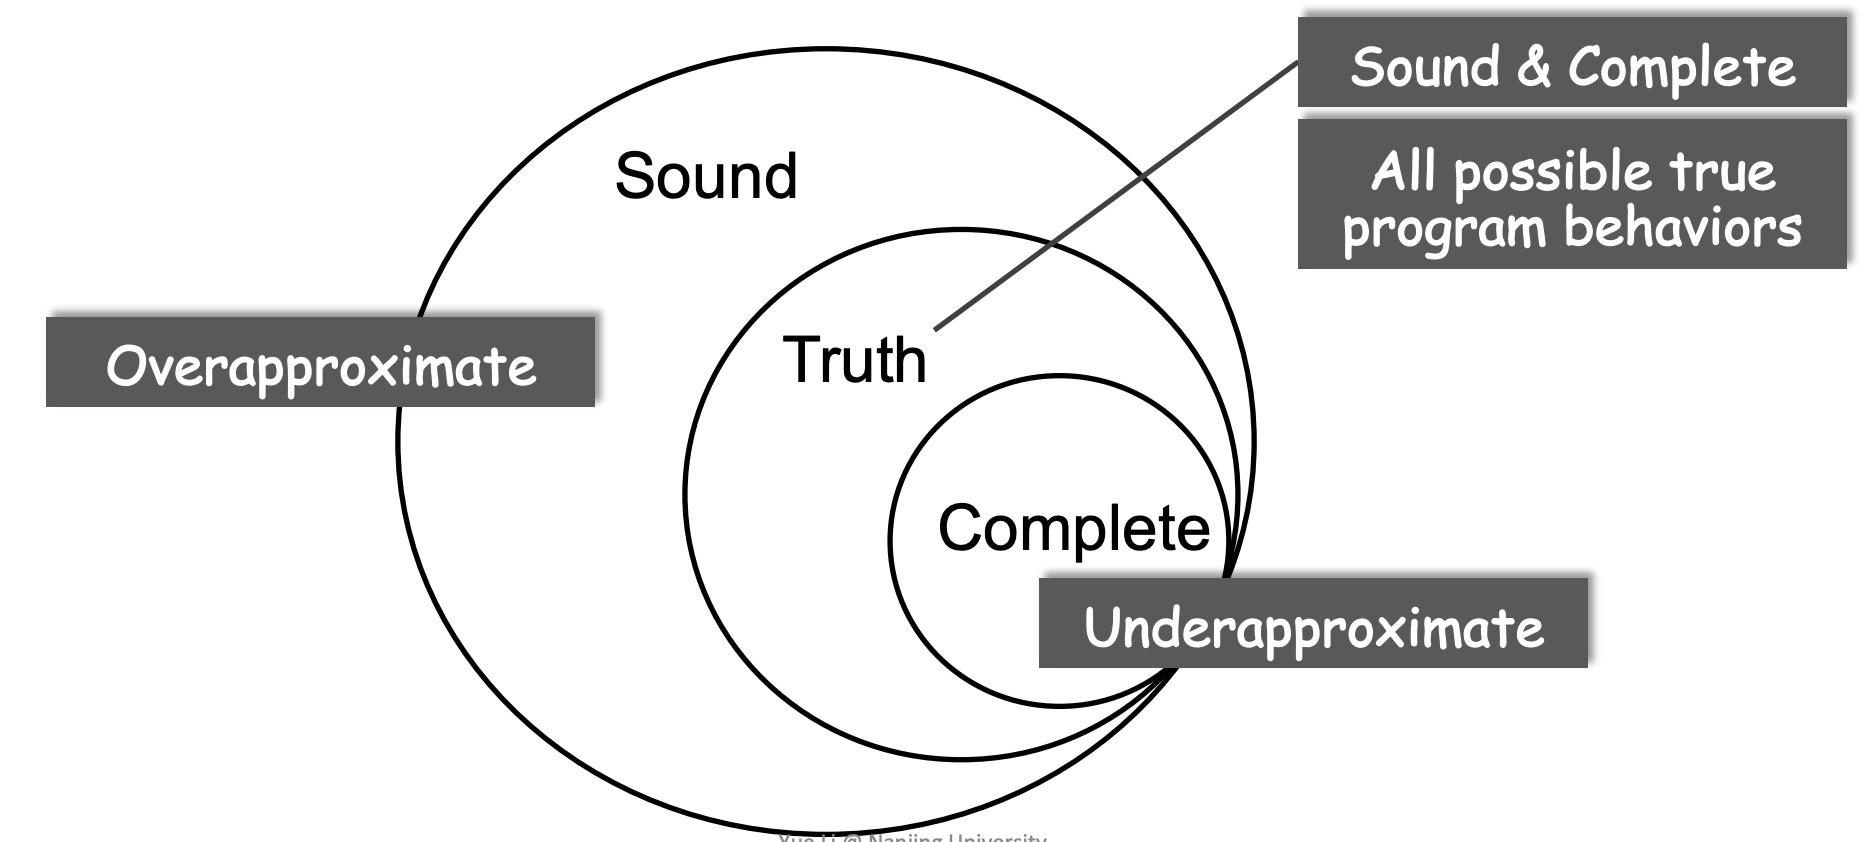 Sound & Complete
All possible true
program behaviors
Sound
Overapproximate
Truth
Complete
Underapproximate
Yue Li @ Nanjing University